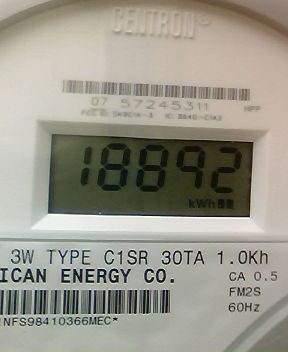 CENTRON®
07 57245311 HPP
18892
kWh
3W TYPE C1SR 30TA 1.0Kh
ICAN ENERGY CO.
CA 0.5
FM2S
60Hz
NFS98410366MEC*